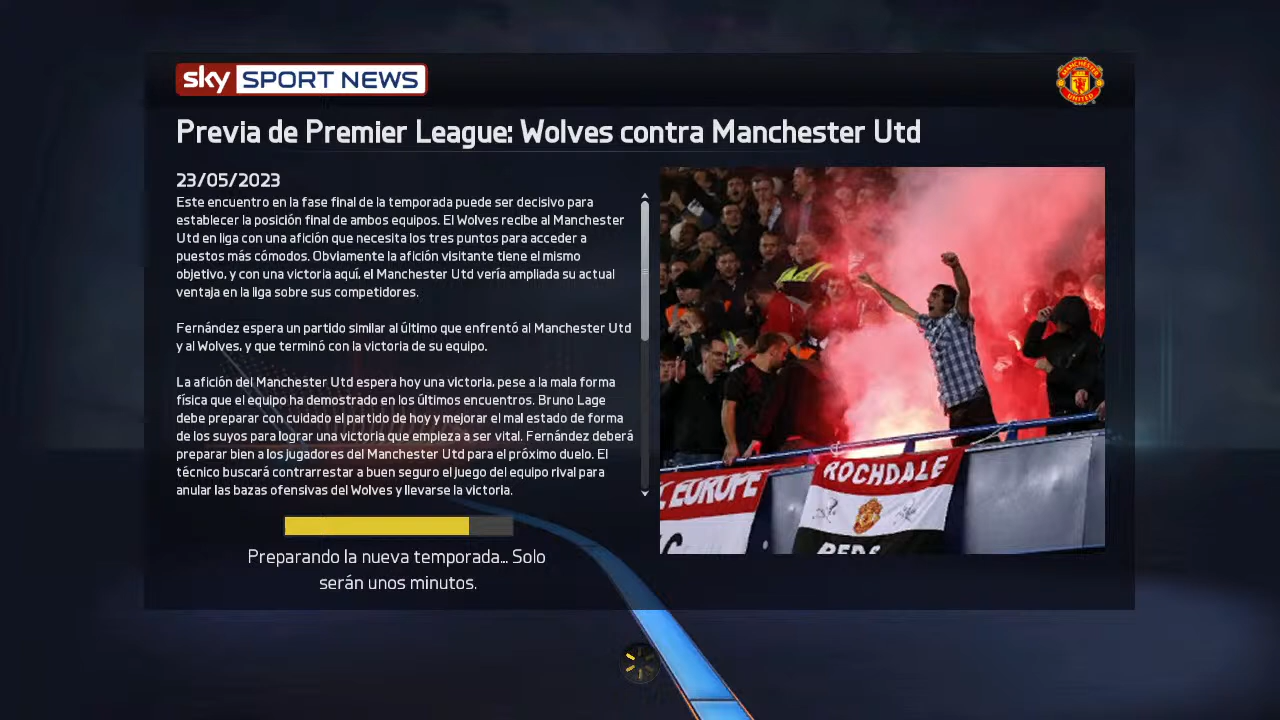 sky SPORT NEWS
MANCHESTER
UNITED
Previa de Premier League: Wolves contra Manchester Utd
23/05/2023
Este encuentro en la fase final de la temporada puede ser decisivo para
establecer la posición final de ambos equipos. El Wolves recibe al Manchester
Utd en liga con una afición que necesita los tres puntos para acceder a
puestos más cómodos. Obviamente la afición visitante tiene el mismo
objetivo, y con una victoria aquí, el Manchester Utd vería ampliada su actual
ventaja en la liga sobre sus competidores.
Fernández espera un partido similar al último que enfrentó al Manchester Utd
y al Wolves, y que terminó con la victoria de su equipo.
La afición del Manchester Utd espera hoy una victoria, pese a la mala forma
física que el equipo ha demostrado en los últimos encuentros. Bruno Lage
debe preparar con cuidado el partido de hoy y mejorar el mal estado de forma
de los suyos para lograr una victoria que empieza a ser vital. Fernández deberá
preparar bien a los jugadores del Manchester Utd para el próximo duelo. El
técnico buscará contrarrestar a buen seguro el juego del equipo rival para
anular las bazas ofensivas del Wolves y llevarse la victoria.
EUROPE
ROCHDALE
REDS
Preparando la nueva temporada... Solo
serán unos minutos.